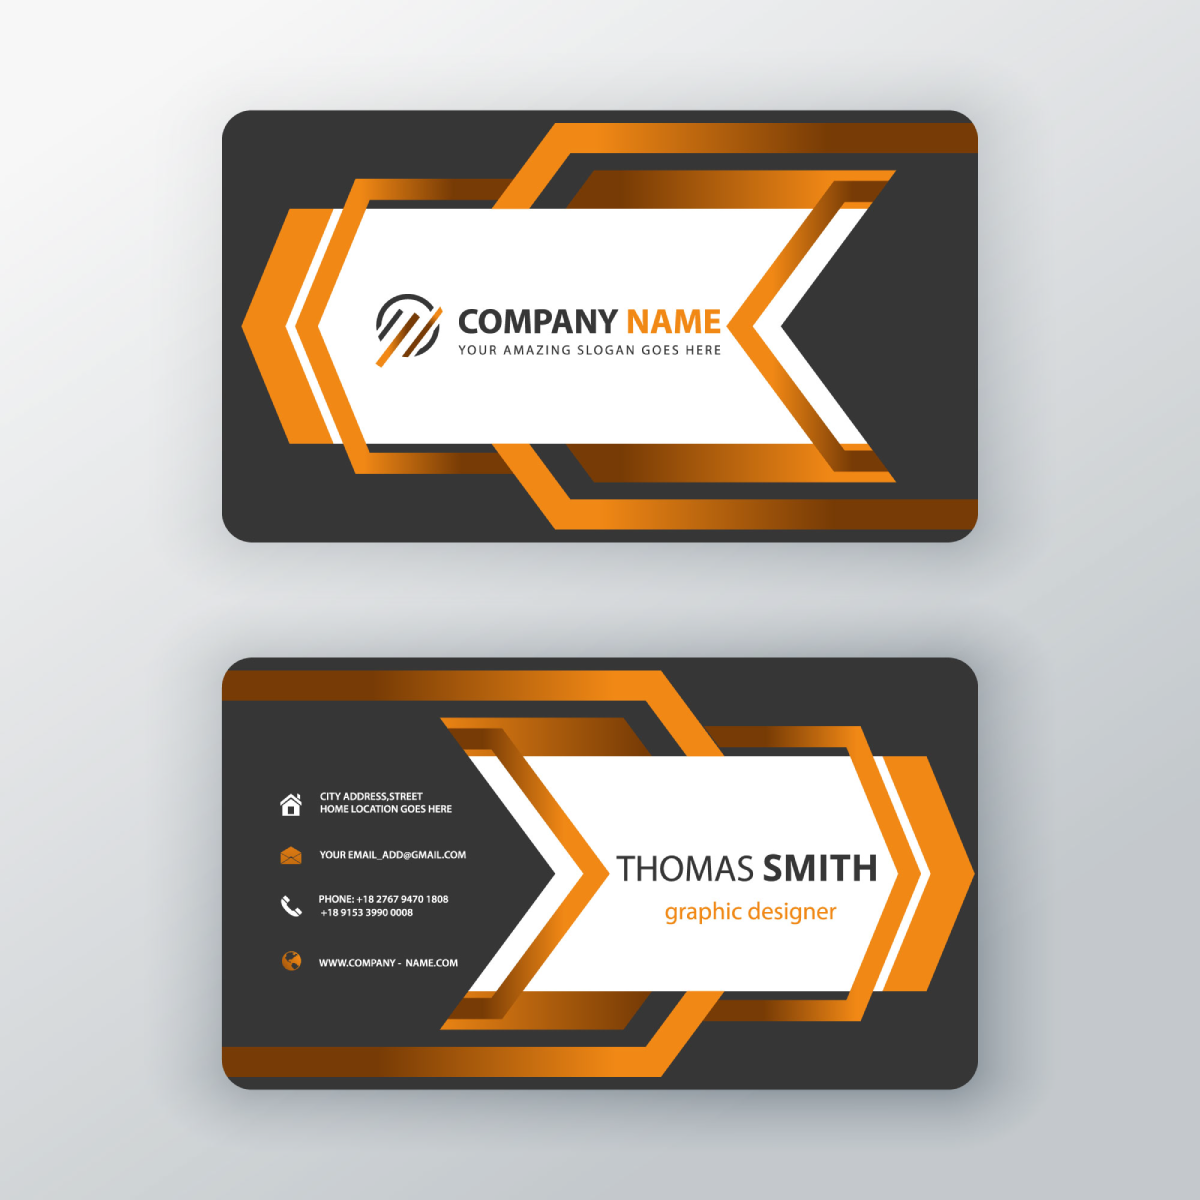 COMPANY NAME
YOUR AMAZING SLOGAN GOES HERE
CITY ADDRESS,STREET
HOME LOCATION GOES HERE
YOUR EMAIL_ADD@GMAIL.COM
PHONE: +18 2767 9470 1808
+18 9153 3990 0008
WWW.COMPANY - NAME.COM
THOMAS SMITH
graphic designer